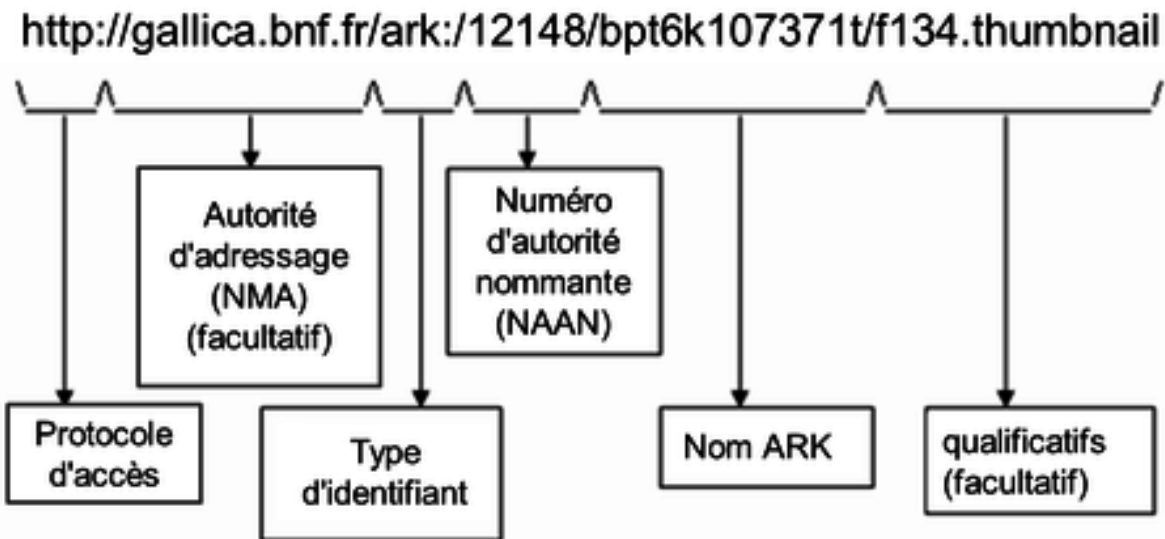 http://gallica.bnf.fr/ark:/12148/bpt6k107371t/f134.thumbnail
Autorité
d'adressage
(NMA)
(facultatif)
Numéro
d'autorité
nommante
(NAAN)
Protocole
d'accès
Type
d'identifiant
Nom ARK
qualificatifs
(facultatif)